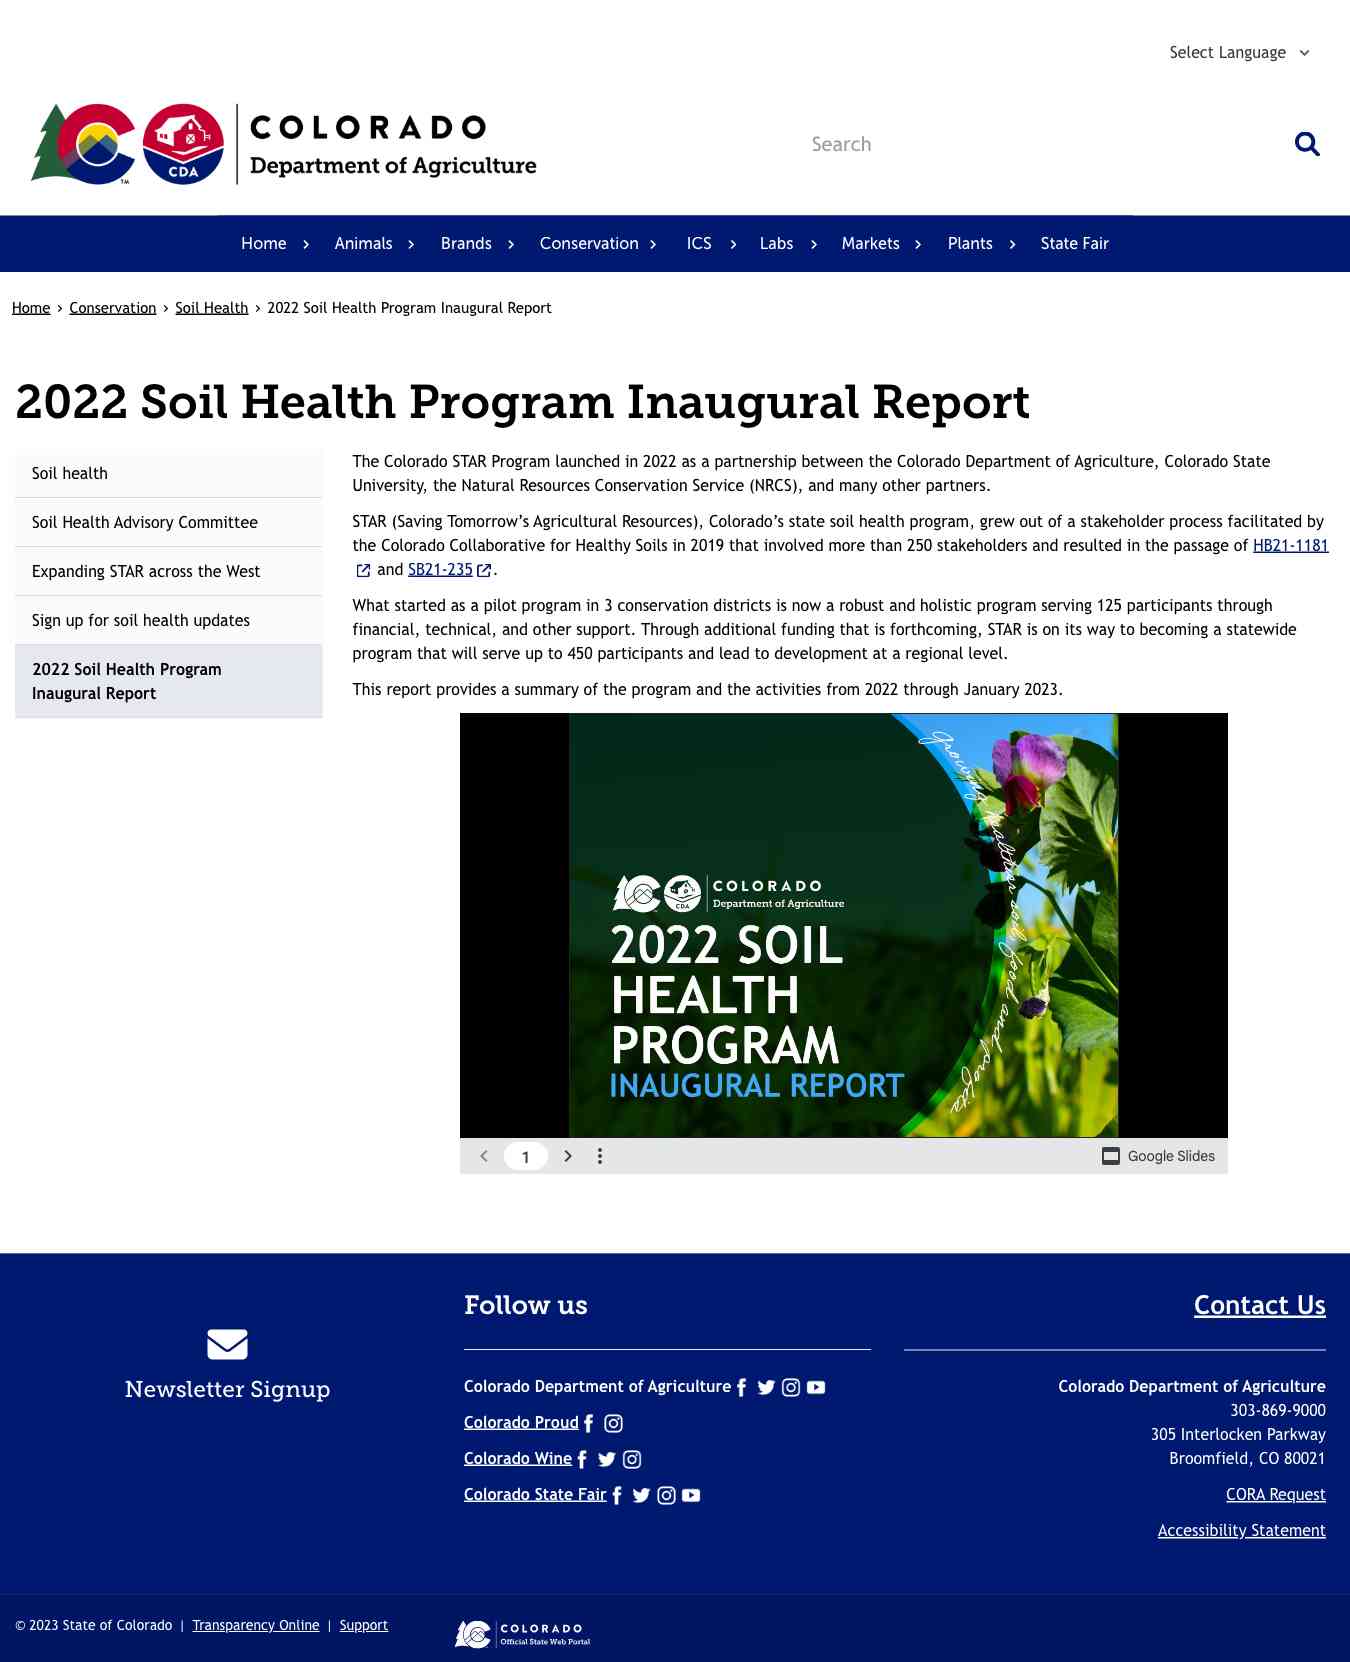 Select Language
COLORADO
Department of Agriculture
CDA
TM
Search
Home
Animals
Brands
Conservation
ICS
Labs
Markets
Plants
State Fair
Home › Conservation › Soil Health › 2022 Soil Health Program Inaugural Report
2022 Soil Health Program Inaugural Report
Soil health
Soil Health Advisory Committee
Expanding STAR across the West
Sign up for soil health updates
2022 Soil Health Program
Inaugural Report
The Colorado STAR Program launched in 2022 as a partnership between the Colorado Department of Agriculture, Colorado State
University, the Natural Resources Conservation Service (NRCS), and many other partners.
STAR (Saving Tomorrow’s Agricultural Resources), Colorado’s state soil health program, grew out of a stakeholder process facilitated by
the Colorado Collaborative for Healthy Soils in 2019 that involved more than 250 stakeholders and resulted in the passage of HB21-1181
and SB21-235.
What started as a pilot program in 3 conservation districts is now a robust and holistic program serving 125 participants through
financial, technical, and other support. Through additional funding that is forthcoming, STAR is on its way to becoming a statewide
program that will serve up to 450 participants and lead to development at a regional level.
This report provides a summary of the program and the activities from 2022 through January 2023.
COLORADO
Department of Agriculture
CDA
2022 SOIL
HEALTH
PROGRAM
INAUGURAL REPORT
Growing healthier soils, food and profits
1
Google Slides
Newsletter Signup
Follow us
Colorado Department of Agriculture
Colorado Proud
Colorado Wine
Colorado State Fair
Contact Us
Colorado Department of Agriculture
303-869-9000
305 Interlocken Parkway
Broomfield, CO 80021
CORA Request
Accessibility Statement
© 2023 State of Colorado | Transparency Online | Support
COLORADO
Official State Web Portal